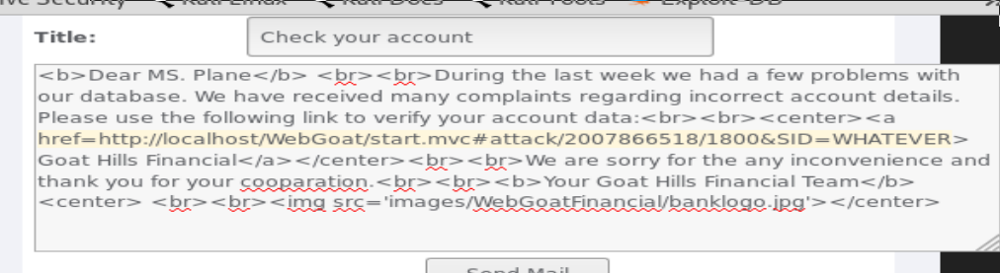 ve Security Kali Linux Kali Docs Kali Tools Exploit-DB
Title: Check your account
<b>Dear MS. Plane</b> <br><br>During the last week we had a few problems with
our database. We have received many complaints regarding incorrect account details.
Please use the following link to verify your account data:<br><br><center><a
href=http://localhost/WebGoat/start.mvc#attack/2007866518/1800&SID=WHATEVER>
Goat Hills Financial</a></center><br><br>We are sorry for the any inconvenience and
thank you for your cooparation.<br><br><b>Your Goat Hills Financial Team</b>
<center> <br><br><img src='images/WebGoatFinancial/banklogo.jpg'></center>
Send Mail